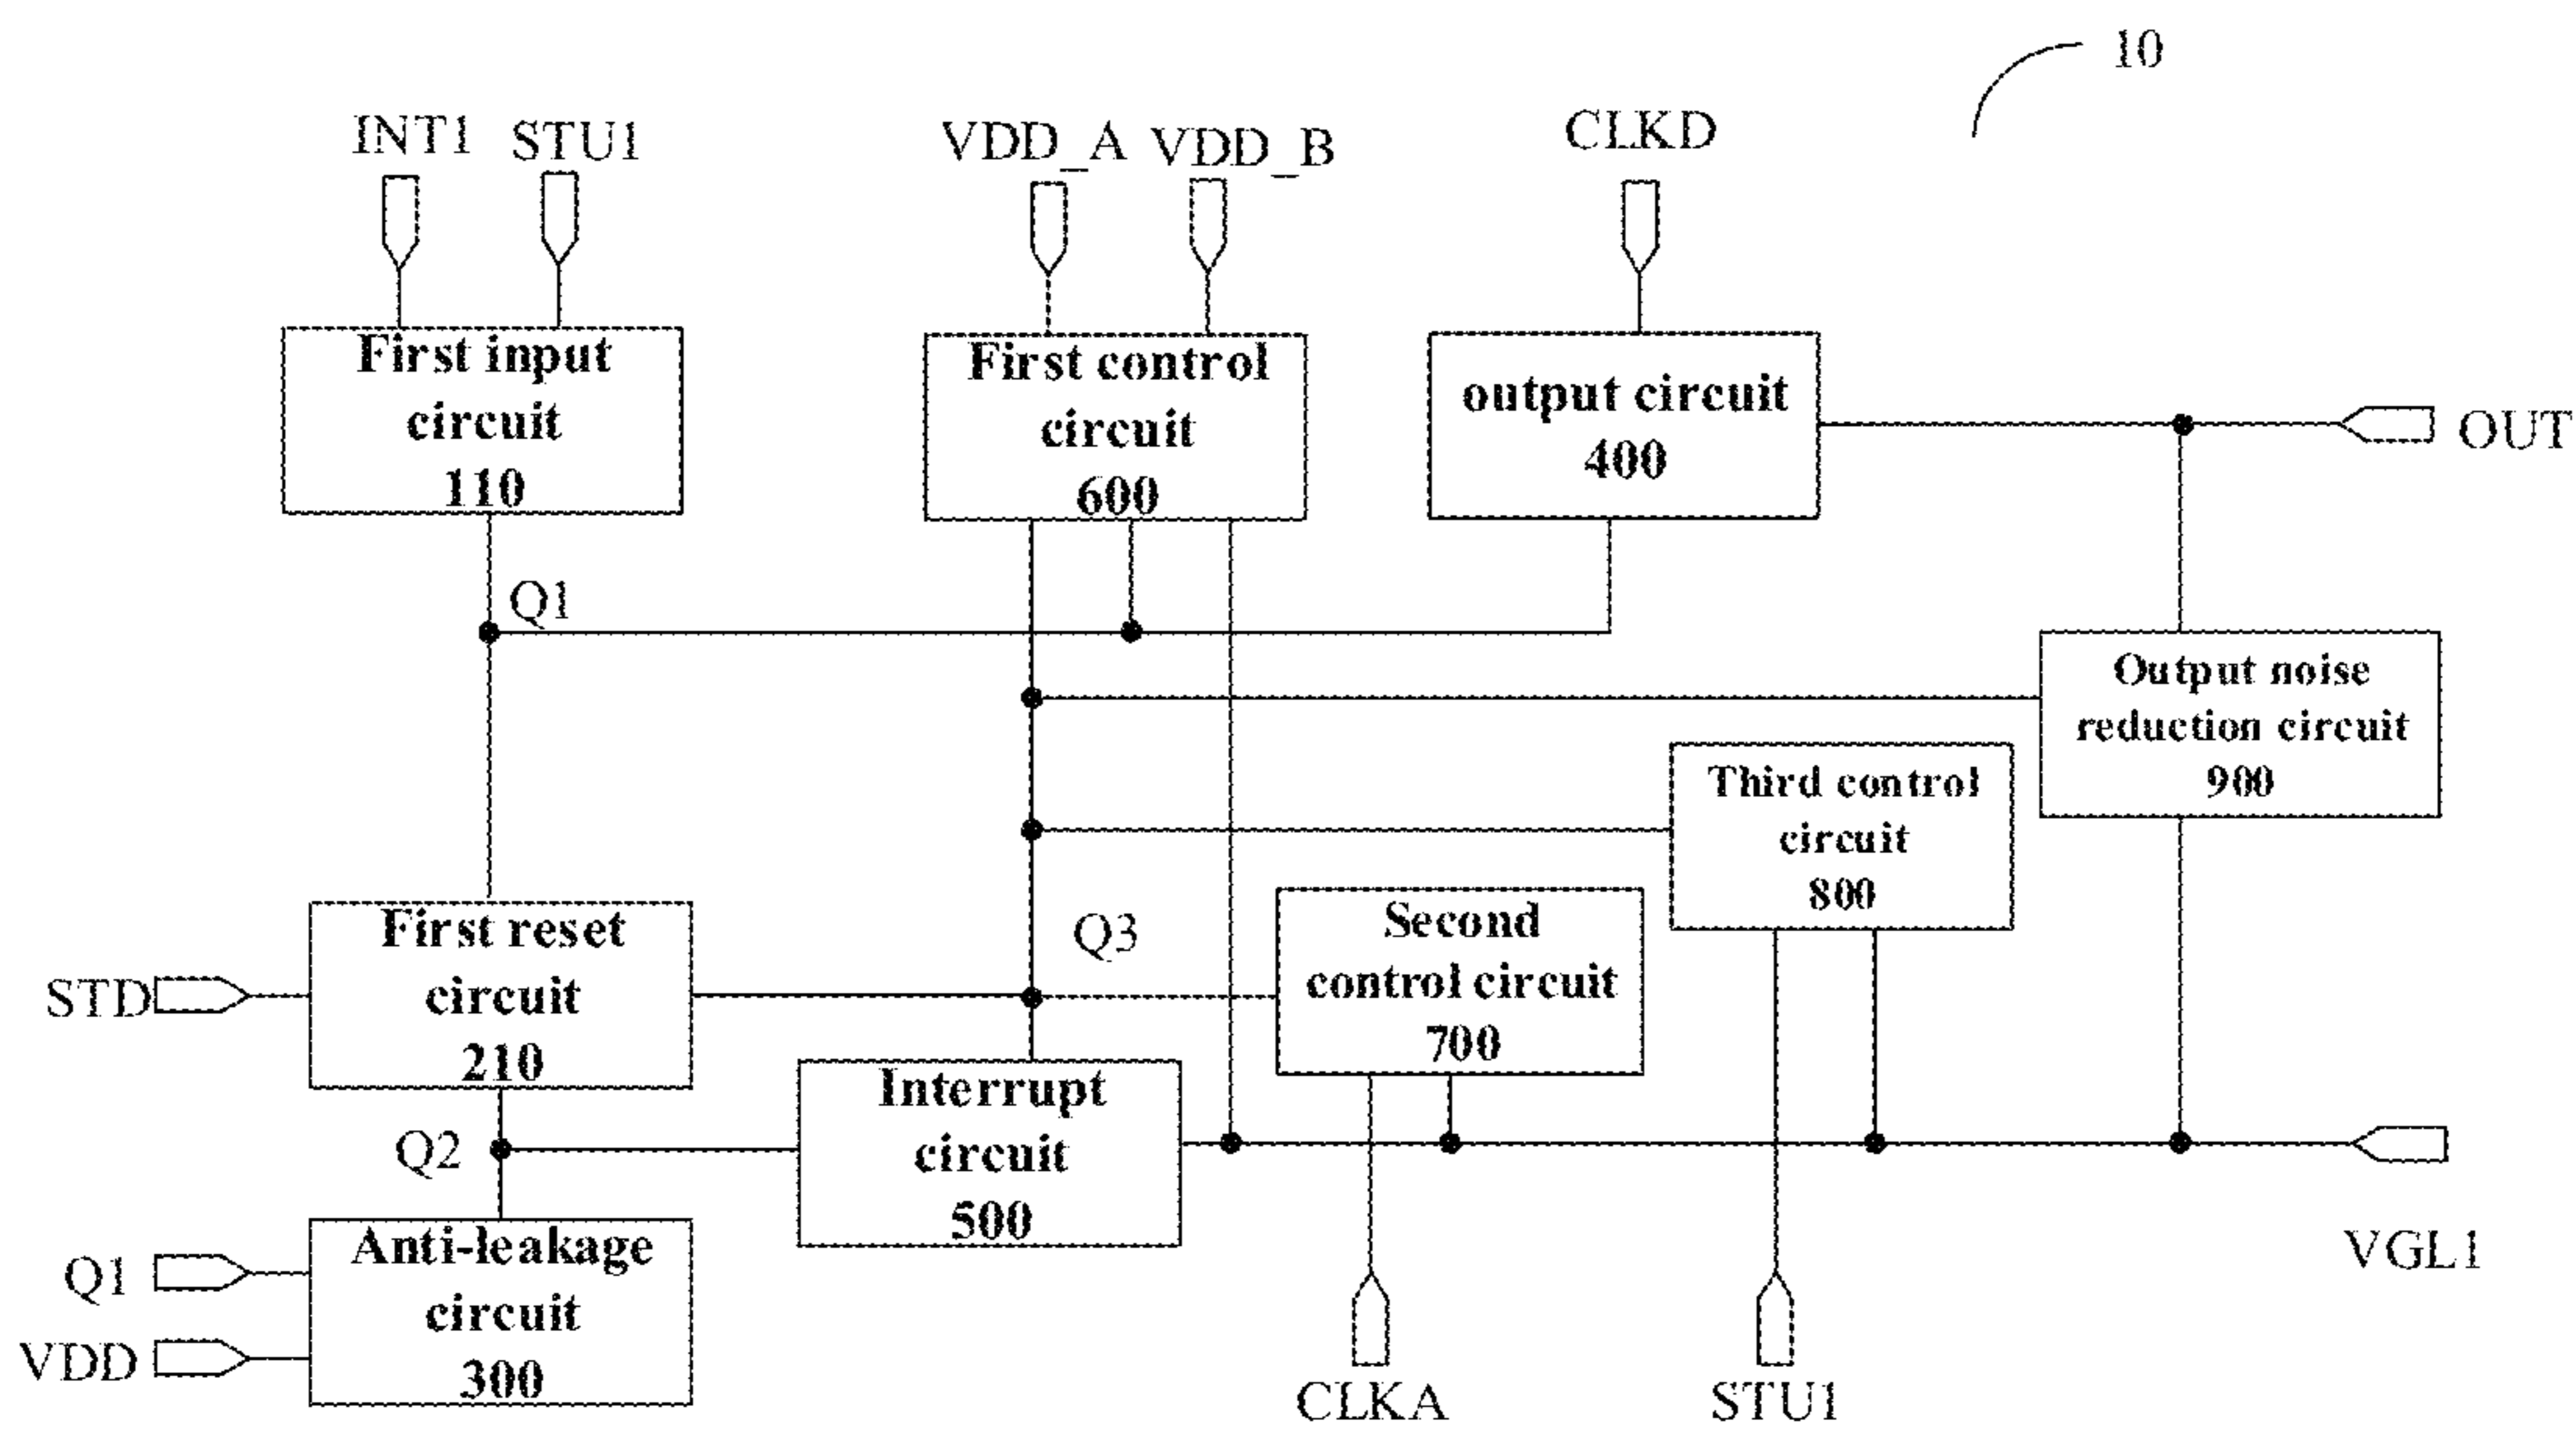 10
INT1
STU1
VDD_A
VDD_B
CLKD
First input
circuit
110
First control
circuit
600
output circuit
400
OUT
Q1
Output noise
reduction circuit
900
Third control
circuit
800
First reset
circuit
210
STD
Q3
Second
control circuit
700
Interrupt
circuit
500
Q2
Anti-leakage
circuit
300
Q1
VDD
VGL1
CLKA
STU1